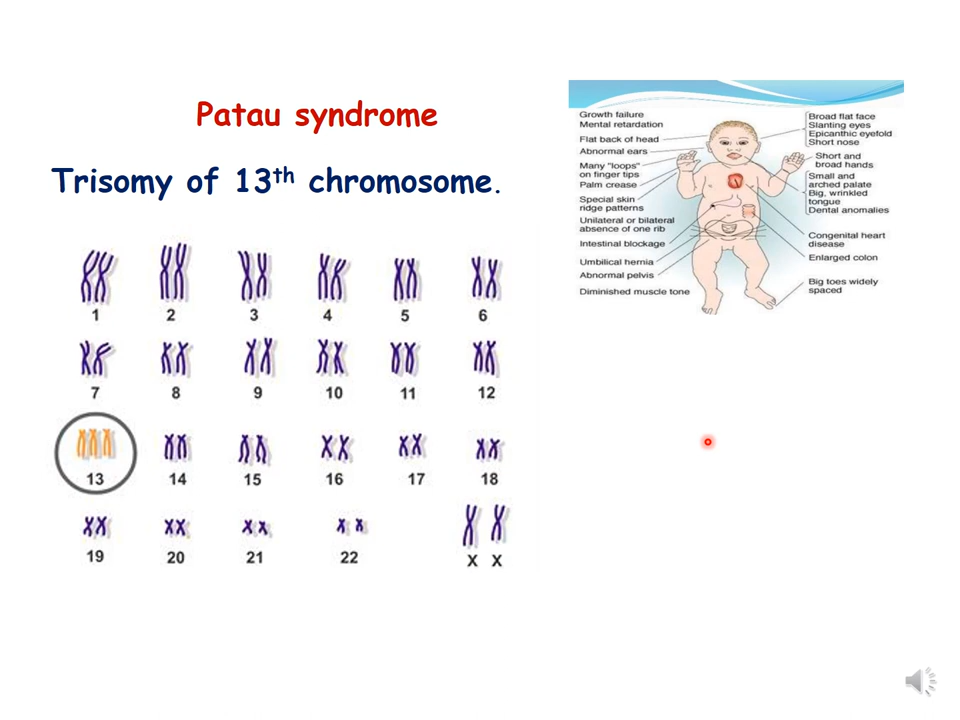 Patau syndrome
Trisomy of 13th chromosome.
1 2 3 4 5 6
7 8 9 10 11 12
13 14 15 16 17 18
19 20 21 22 X X
Growth failure
Mental retardation
Flat back of head
Abnormal ears
Many "loops"
on finger tips
Palm crease
Special skin
ridge patterns
Unilateral or bilateral
absence of one rib
Intestinal blockage
Umbilical hernia
Abnormal pelvis
Diminished muscle tone
Broad flat face
Slanting eyes
Epicanthic eyefold
Short nose
Short and
broad hands
Small and
arched palate
Big, wrinkled
tongue
Dental anomalies
Congenital heart
disease
Enlarged colon
Big toes widely
spaced